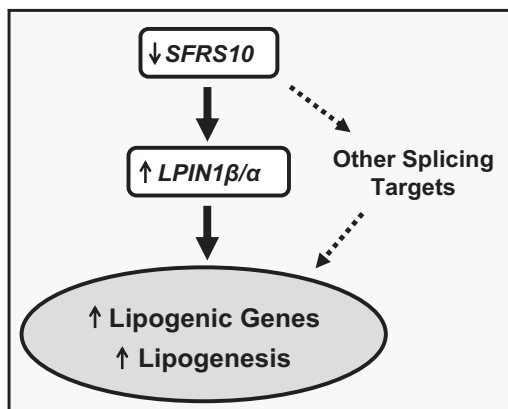 ↓ SFRS10
↑ LPIN1β/α
Other Splicing
Targets
↑ Lipogenic Genes
↑ Lipogenesis